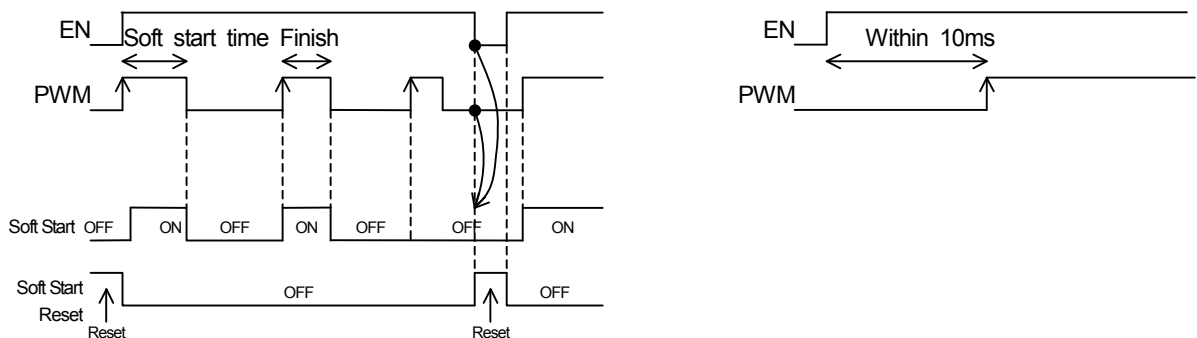 EN
Soft start time Finish
PWM
Soft Start OFF ON OFF ON OFF OFF ON
Soft Start
Reset
OFF OFF
Reset Reset
EN
Within 10ms
PWM